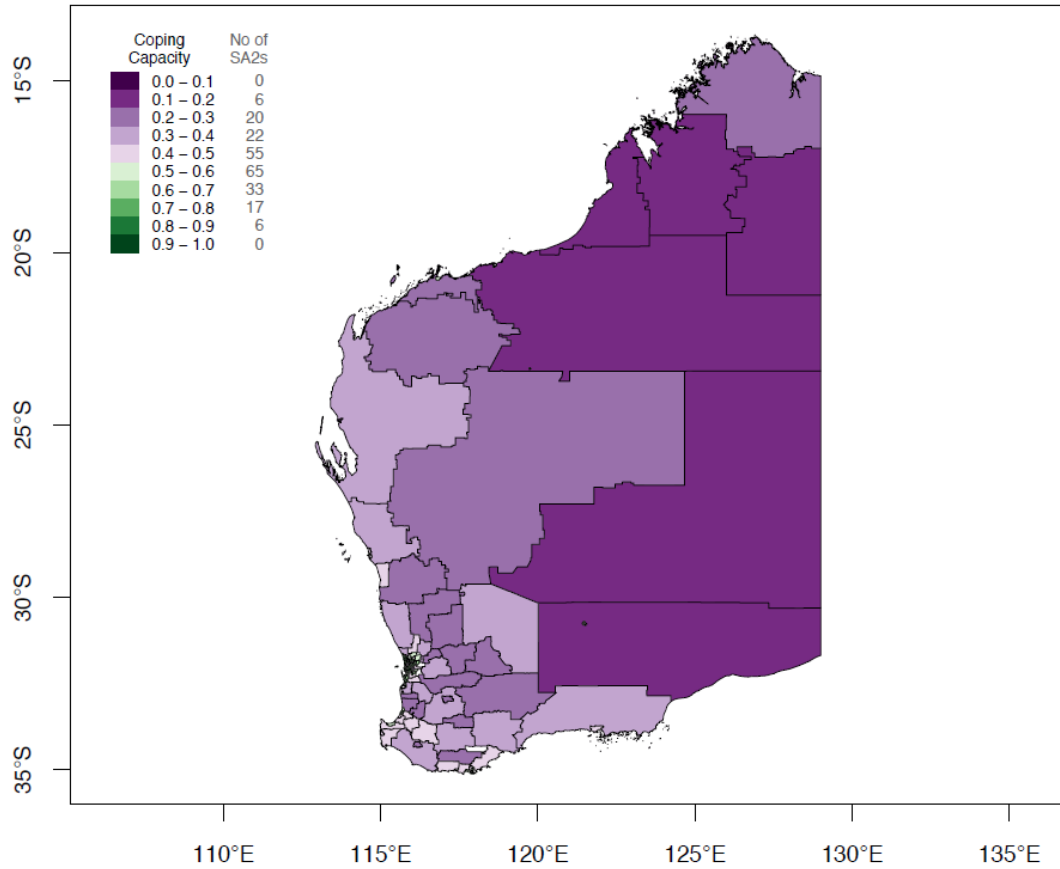 Coping No of
Capacity SA2s
0.0 – 0.1 0
0.1 – 0.2 6
0.2 – 0.3 20
0.3 – 0.4 22
0.4 – 0.5 55
0.5 – 0.6 65
0.6 – 0.7 33
0.7 – 0.8 17
0.8 – 0.9 6
0.9 – 1.0 0
15°S
20°S
25°S
30°S
35°S
110°E 115°E 120°E 125°E 130°E 135°E